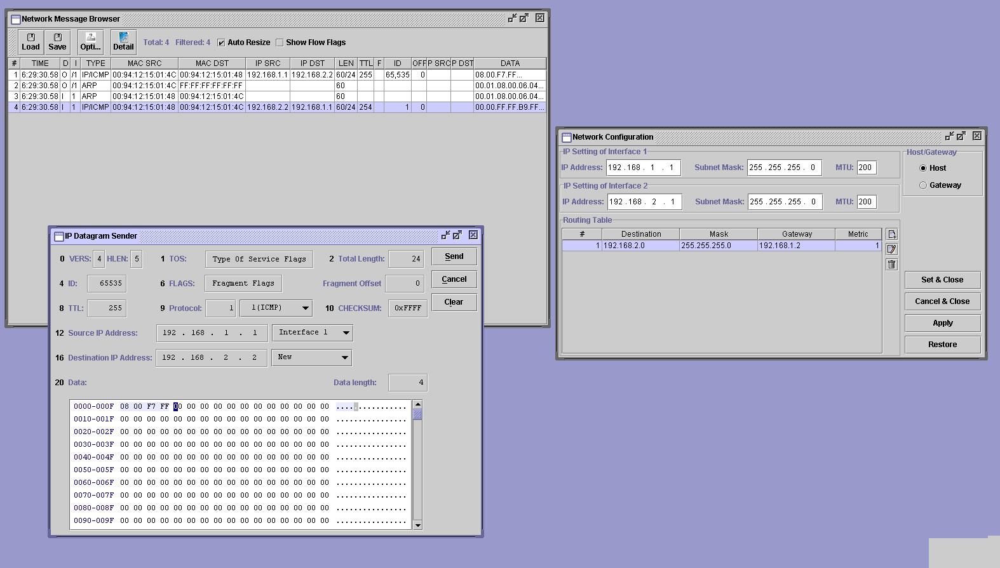 Network Message Browser
Load Save Opti... Detail Total: 4 Filtered: 4 Auto Resize Show Flow Flags
# TIME D I TYPE MAC SRC MAC DST IP SRC IP DST LEN TTL F ID OFF P SRC P DST DATA
1 6:29:30.58 O /1 IP/ICMP 00:94:12:15:01:4C 00:94:12:15:01:48 192.168.1.1 192.168.2.2 60/24 255 65,535 0 08.00.F7.FF...
2 6:29:30.58 O /1 ARP 00:94:12:15:01:4C FF:FF:FF:FF:FF:FF 60 00.01.08.00.06.04...
3 6:29:30.58 I 1 ARP 00:94:12:15:01:48 00:94:12:15:01:4C 60 00.01.08.00.06.04...
4 6:29:30.58 I 1 IP/ICMP 00:94:12:15:01:48 00:94:12:15:01:4C 192.168.2.2 192.168.1.1 60/24 254 1 0 00.00.FF.FF.B9.FF...
Network Configuration
IP Setting of Interface 1
IP Address: 192 .168 . 1 . 1 Subnet Mask: 255 .255 .255 . 0 MTU: 200
IP Setting of Interface 2
IP Address: 192 .168 . 2 . 1 Subnet Mask: 255 .255 .255 . 0 MTU: 200
Host/Gateway
Host
Gateway
Routing Table
# Destination Mask Gateway Metric
1 192.168.2.0 255.255.255.0 192.168.1.2 1
Set & Close
Cancel & Close
Apply
Restore
IP Datagram Sender
0 VERS: 4 HLEN: 5 1 TOS: Type Of Service Flags 2 Total Length: 24 Send
4 ID: 65535 6 FLAGS: Fragment Flags Fragment Offset 0 Cancel
8 TTL: 255 9 Protocol: 1 1(ICMP) 10 CHECKSUM: 0xFFFF Clear
12 Source IP Address: 192 . 168 . 1 . 1 Interface 1
16 Destination IP Address: 192 . 168 . 2 . 2 New
20 Data: Data length: 4
0000-000F 08 00 F7 FF 00 00 00 00 00 00 00 00 00 00 00 00 ................
0010-001F 00 00 00 00 00 00 00 00 00 00 00 00 00 00 00 00 ................
0020-002F 00 00 00 00 00 00 00 00 00 00 00 00 00 00 00 00 ................
0030-003F 00 00 00 00 00 00 00 00 00 00 00 00 00 00 00 00 ................
0040-004F 00 00 00 00 00 00 00 00 00 00 00 00 00 00 00 00 ................
0050-005F 00 00 00 00 00 00 00 00 00 00 00 00 00 00 00 00 ................
0060-006F 00 00 00 00 00 00 00 00 00 00 00 00 00 00 00 00 ................
0070-007F 00 00 00 00 00 00 00 00 00 00 00 00 00 00 00 00 ................
0080-008F 00 00 00 00 00 00 00 00 00 00 00 00 00 00 00 00 ................
0090-009F 00 00 00 00 00 00 00 00 00 00 00 00 00 00 00 00 ................